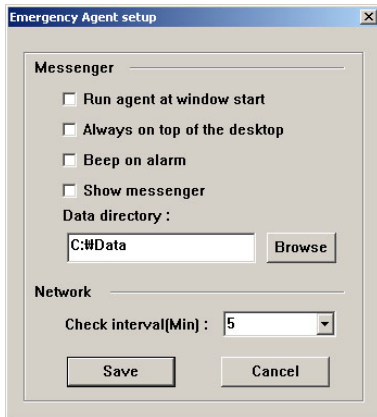 Emergency Agent setup
Messenger
Run agent at window start
Always on top of the desktop
Beep on alarm
Show messenger
Data directory :
C:₩Data
Browse
Network
Check interval(Min) :
5
Save
Cancel